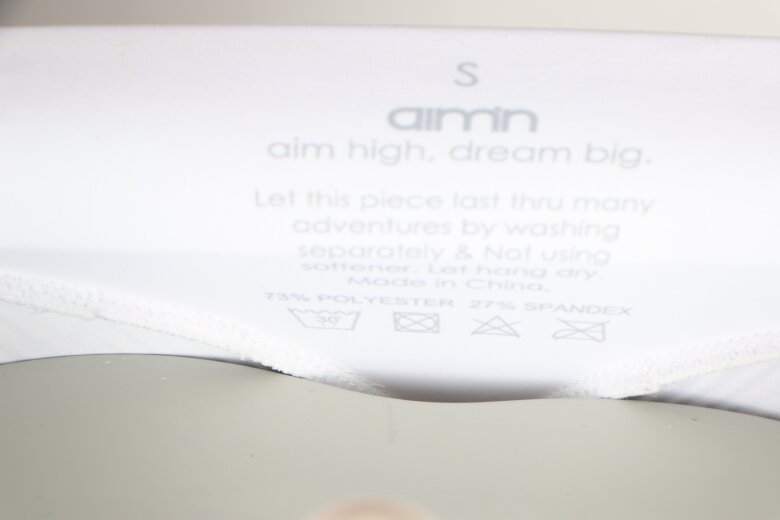 S
aimn
aim high, dream big.
Let this piece last thru many
adventures by washing
separately & Not using
softener. Let hang dry.
Made in China.
73% POLYESTER 27% SPANDEX
30